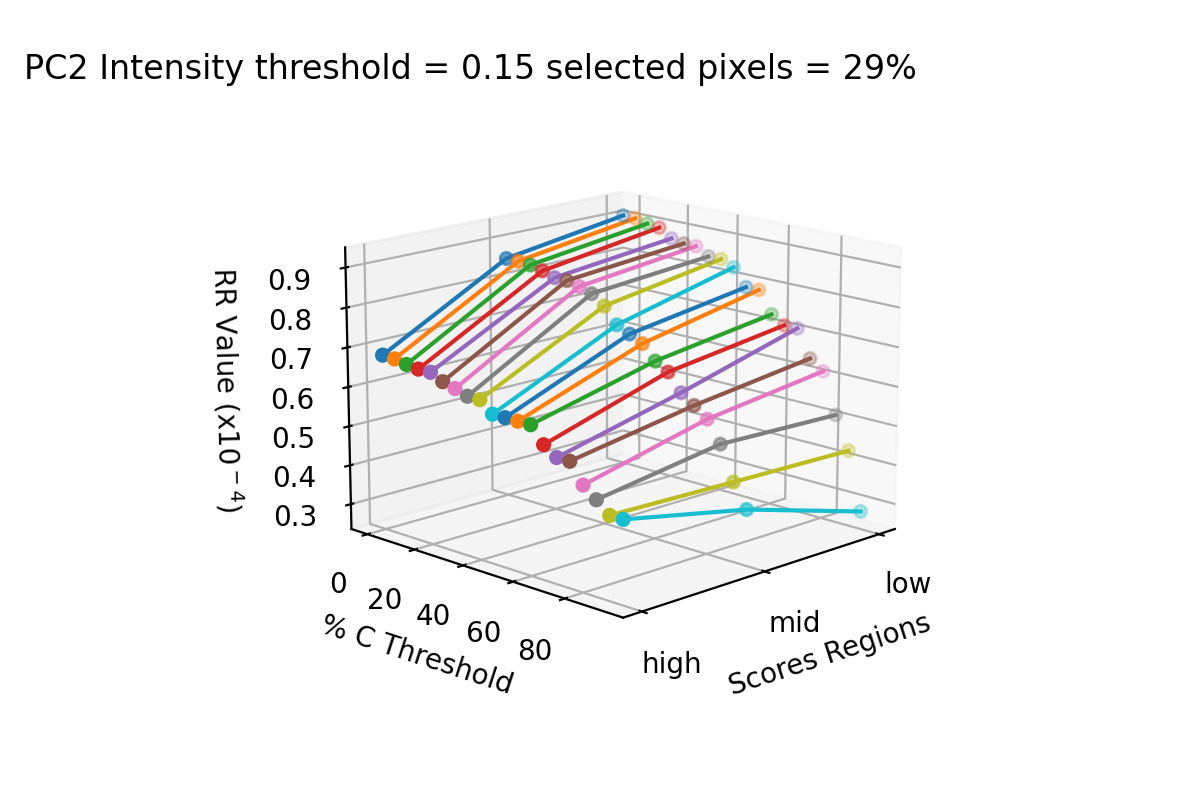 PC2 Intensity threshold = 0.15 selected pixels = 29%
RR Value (x10⁻⁴)
0.9
0.8
0.7
0.6
0.5
0.4
0.3
0
20
40
60
80
% C Threshold
high
mid
low
Scores Regions